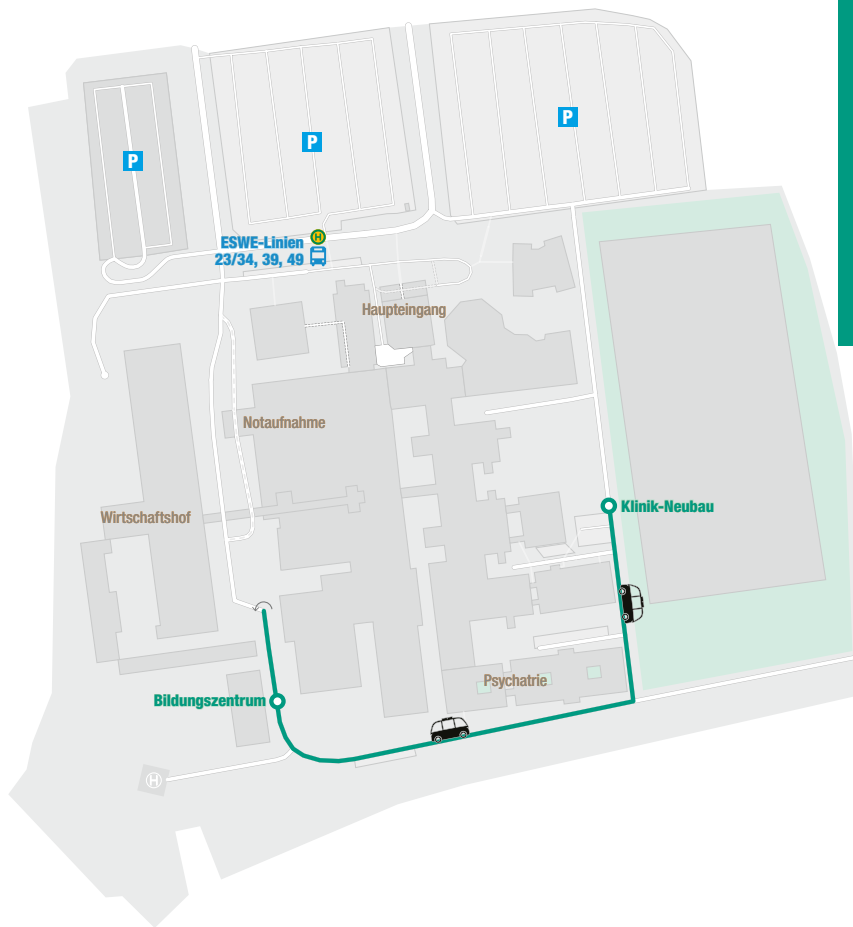 P
P
P
H
ESWE-Linien
23/34, 39, 49
Haupteingang
Notaufnahme
Klinik-Neubau
Wirtschaftshof
Psychatrie
Bildungszentrum
H